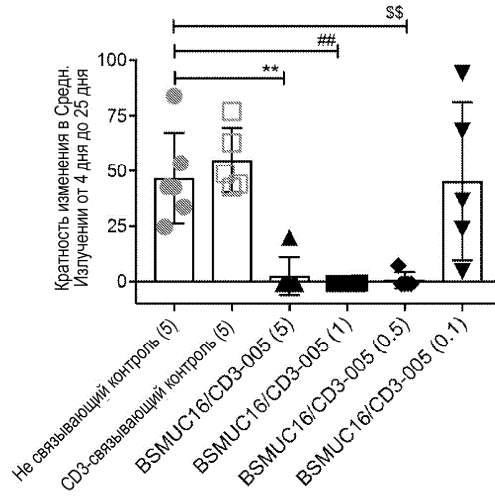 $$
##
**
Кратность изменения в Средн.
Излучении от 4 дня до 25 дня
100
75
50
25
0
Не связывающий контроль (5)
CD3-связывающий контроль (5)
BSMUC16/CD3-005 (5)
BSMUC16/CD3-005 (1)
BSMUC16/CD3-005 (0.5)
BSMUC16/CD3-005 (0.1)